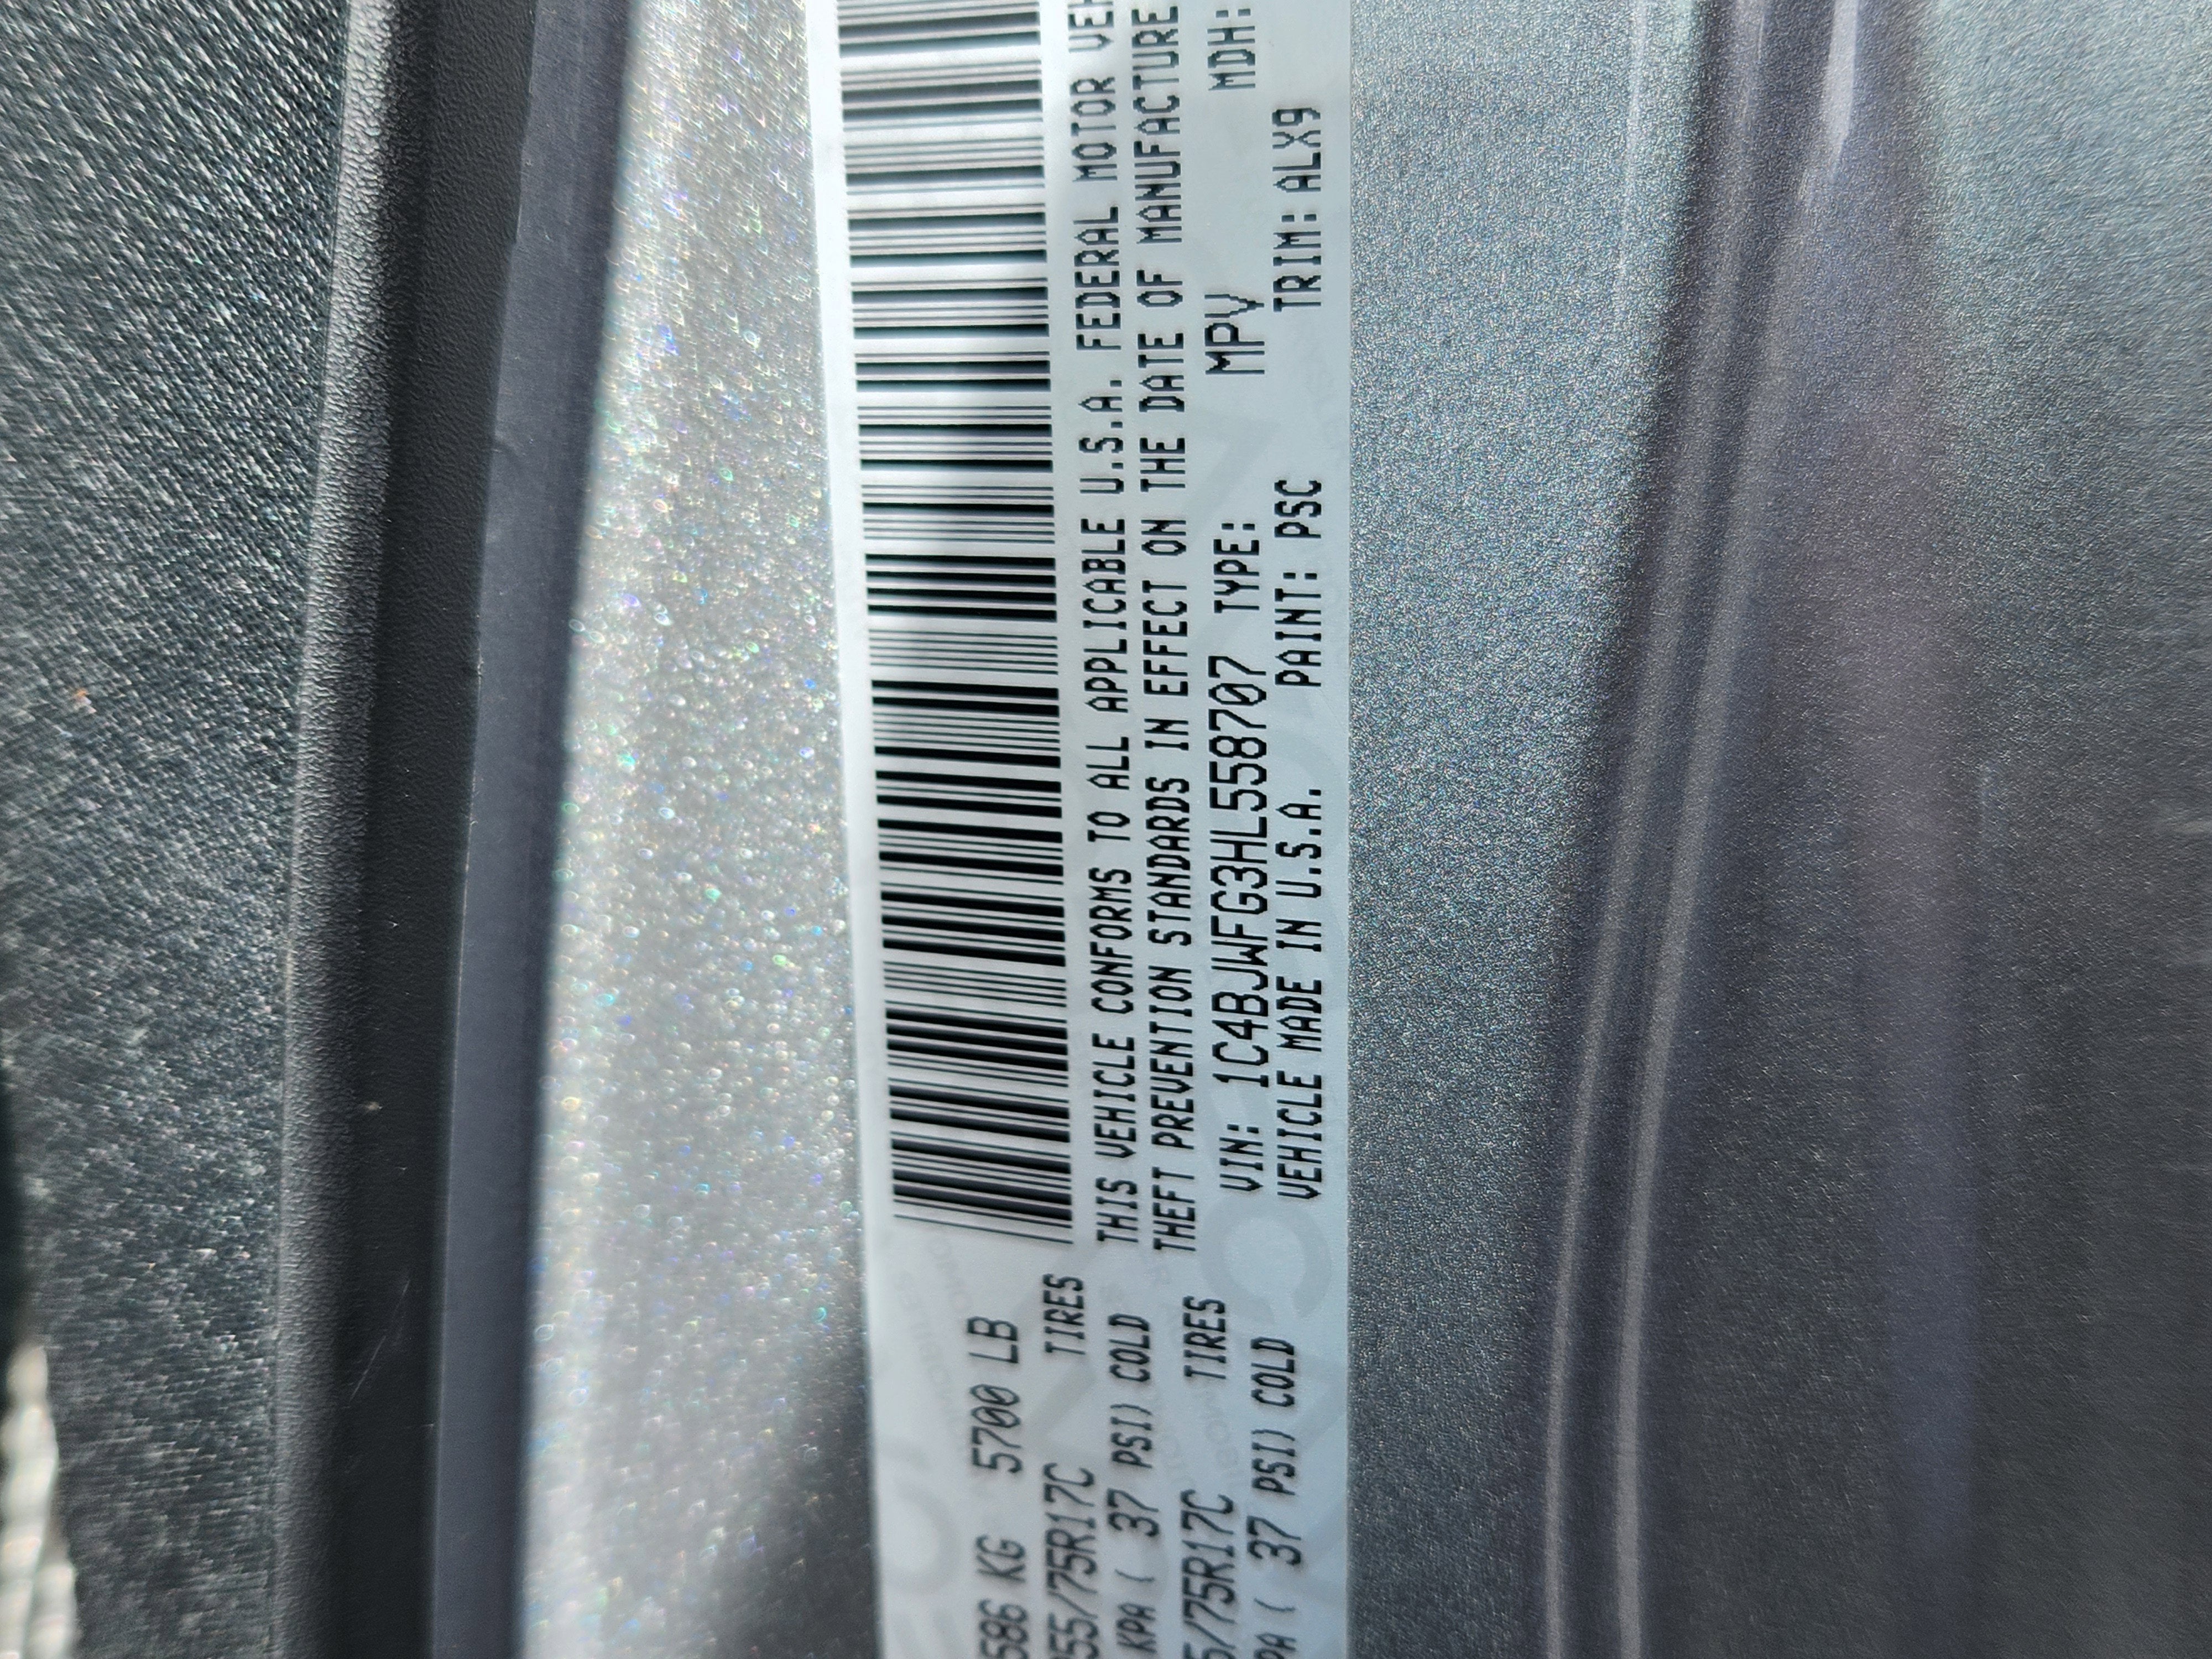 586 KG 5700 LB
55/75R17C TIRES
KPA ( 37 PSI) COLD
5/75R17C TIRES
PA ( 37 PSI) COLD
THIS VEHICLE CONFORMS TO ALL APPLICABLE U.S.A. FEDERAL MOTOR VEH
THEFT PREVENTION STANDARDS IN EFFECT ON THE DATE OF MANUFACTURE
VIN: 1C4BJWFG3HL558707 TYPE: MPV MDH:
VEHICLE MADE IN U.S.A. PAINT: PSC TRIM: ALX9